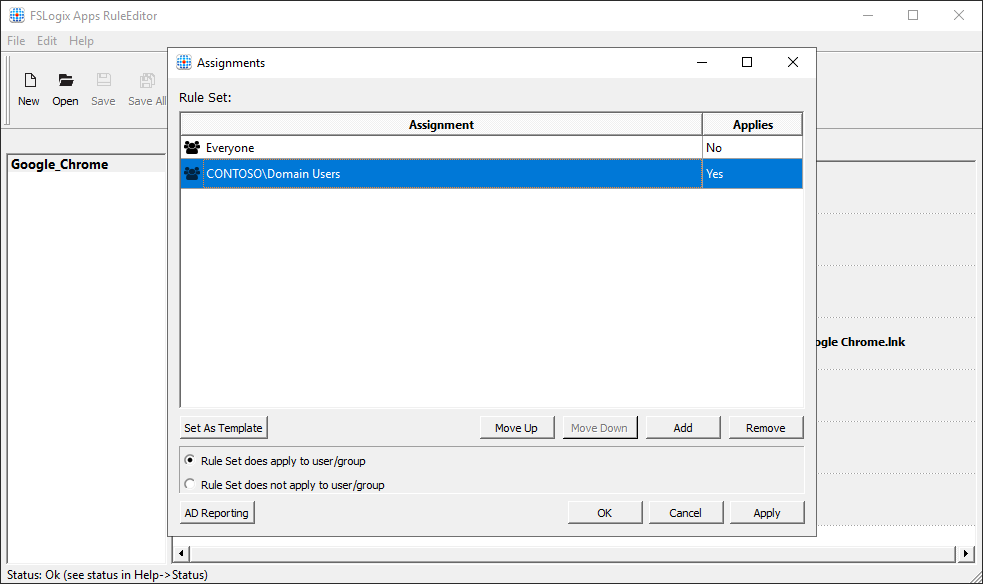 FSLogix Apps RuleEditor
File Edit Help
Assignments
New Open Save Save All
Rule Set:
Assignment Applies
Everyone No
CONTOSO\Domain Users Yes
Google_Chrome
ogle Chrome.lnk
Set As Template Move Up Move Down Add Remove
Rule Set does apply to user/group
Rule Set does not apply to user/group
AD Reporting OK Cancel Apply
Status: Ok (see status in Help->Status)